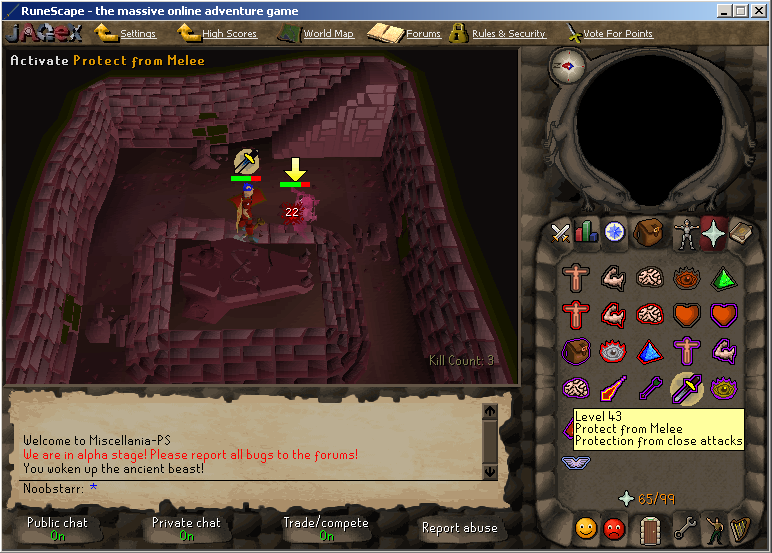 RuneScape - the massive online adventure game
JAGEX
Settings
High Scores
World Map
Forums
Rules & Security
Vote For Points
Activate Protect from Melee
22
Kill Count: 3
Welcome to Miscellania-PS
We are in alpha stage! Please report all bugs to the forums!
You woken up the ancient beast!
Noobstarr: *
Level 43
Protect from Melee
Protection from close attacks
65/99
Public chat
On
Private chat
On
Trade/compete
On
Report abuse